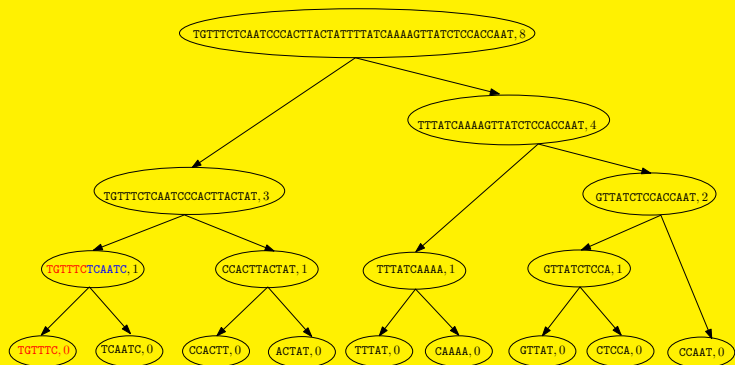 TGTTTCTCAATCCCACTTACTATTTTATCAAAAGTTATCTCCACCAAT, 8
TTTATCAAAAGTTATCTCCACCAAT, 4
TGTTTCTCAATCCCACTTACTAT, 3
GTTATCTCCACCAAT, 2
TGTTTCTCAATC, 1
CCACTTACTAT, 1
TTTATCAAAA, 1
GTTATCTCCA, 1
TGTTTC, 0
TCAATC, 0
CCACTT, 0
ACTAT, 0
TTTAT, 0
CAAAA, 0
GTTAT, 0
CTCCA, 0
CCAAT, 0